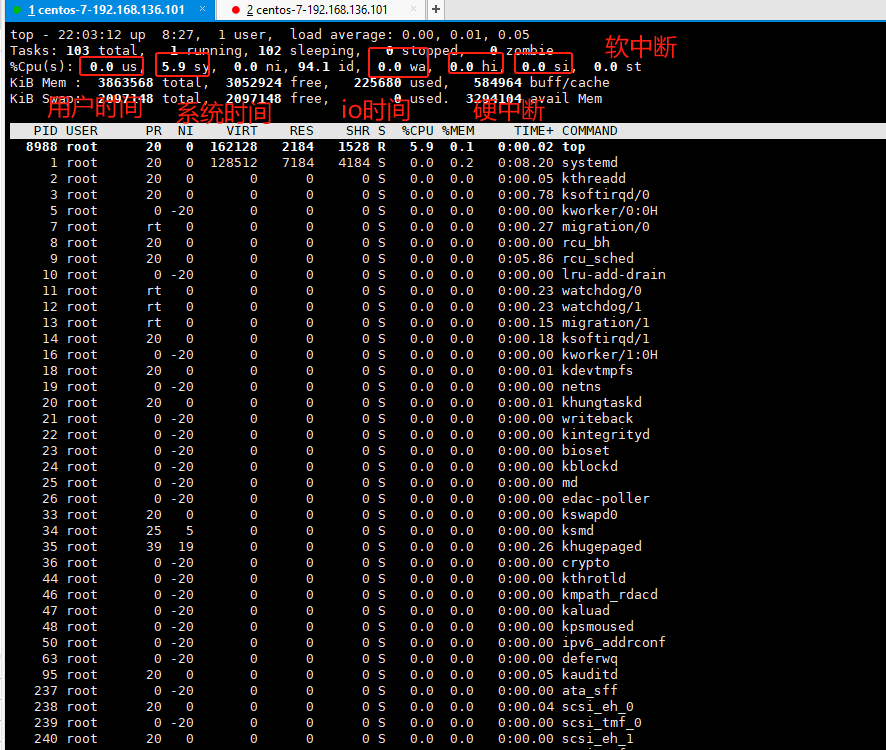 1 centos-7-192.168.136.101 × 2 centos-7-192.168.136.101 × +
top - 22:03:12 up  8:27,  1 user,  load average: 0.00, 0.01, 0.05
Tasks: 103 total,   1 running, 102 sleeping,   0 stopped,   0 zombie
软中断
%Cpu(s):  0.0 us,  5.9 sy,  0.0 ni, 94.1 id,  0.0 wa,  0.0 hi,  0.0 si,  0.0 st
KiB Mem :  3863568 total,  3052924 free,   225680 used,   584964 buff/cache
KiB Swap:  2097148 total,  2097148 free,        0 used.  3294104 avail Mem
用户时间 系统时间 io时间 硬中断
PID USER      PR  NI    VIRT    RES    SHR S  %CPU %MEM     TIME+ COMMAND
8988 root      20   0  162128   2184   1528 R   5.9  0.1   0:00.02 top
1 root      20   0  128512   7184   4184 S   0.0  0.2   0:08.20 systemd
2 root      20   0       0      0      0 S   0.0  0.0   0:00.05 kthreadd
3 root      20   0       0      0      0 S   0.0  0.0   0:00.78 ksoftirqd/0
5 root       0 -20       0      0      0 S   0.0  0.0   0:00.00 kworker/0:0H
7 root      rt   0       0      0      0 S   0.0  0.0   0:00.27 migration/0
8 root      20   0       0      0      0 S   0.0  0.0   0:00.00 rcu_bh
9 root      20   0       0      0      0 S   0.0  0.0   0:05.86 rcu_sched
10 root       0 -20       0      0      0 S   0.0  0.0   0:00.00 lru-add-drain
11 root      rt   0       0      0      0 S   0.0  0.0   0:00.23 watchdog/0
12 root      rt   0       0      0      0 S   0.0  0.0   0:00.23 watchdog/1
13 root      rt   0       0      0      0 S   0.0  0.0   0:00.15 migration/1
14 root      20   0       0      0      0 S   0.0  0.0   0:00.18 ksoftirqd/1
16 root       0 -20       0      0      0 S   0.0  0.0   0:00.00 kworker/1:0H
18 root      20   0       0      0      0 S   0.0  0.0   0:00.01 kdevtmpfs
19 root       0 -20       0      0      0 S   0.0  0.0   0:00.00 netns
20 root      20   0       0      0      0 S   0.0  0.0   0:00.01 khungtaskd
21 root       0 -20       0      0      0 S   0.0  0.0   0:00.00 writeback
22 root       0 -20       0      0      0 S   0.0  0.0   0:00.00 kintegrityd
23 root       0 -20       0      0      0 S   0.0  0.0   0:00.00 bioset
24 root       0 -20       0      0      0 S   0.0  0.0   0:00.00 kblockd
25 root       0 -20       0      0      0 S   0.0  0.0   0:00.00 md
26 root       0 -20       0      0      0 S   0.0  0.0   0:00.00 edac-poller
33 root      20   0       0      0      0 S   0.0  0.0   0:00.00 kswapd0
34 root      25   5       0      0      0 S   0.0  0.0   0:00.00 ksmd
35 root      39  19       0      0      0 S   0.0  0.0   0:00.26 khugepaged
36 root       0 -20       0      0      0 S   0.0  0.0   0:00.00 crypto
44 root       0 -20       0      0      0 S   0.0  0.0   0:00.00 kthrotld
46 root       0 -20       0      0      0 S   0.0  0.0   0:00.00 kmpath_rdacd
47 root       0 -20       0      0      0 S   0.0  0.0   0:00.00 kaluad
48 root       0 -20       0      0      0 S   0.0  0.0   0:00.00 kpsmoused
50 root       0 -20       0      0      0 S   0.0  0.0   0:00.00 ipv6_addrconf
63 root       0 -20       0      0      0 S   0.0  0.0   0:00.00 deferwq
95 root      20   0       0      0      0 S   0.0  0.0   0:00.05 kauditd
237 root       0 -20       0      0      0 S   0.0  0.0   0:00.00 ata_sff
238 root      20   0       0      0      0 S   0.0  0.0   0:00.04 scsi_eh_0
239 root       0 -20       0      0      0 S   0.0  0.0   0:00.00 scsi_tmf_0
240 root      20   0       0      0      0 S   0.0  0.0   0:00.00 scsi_eh_1